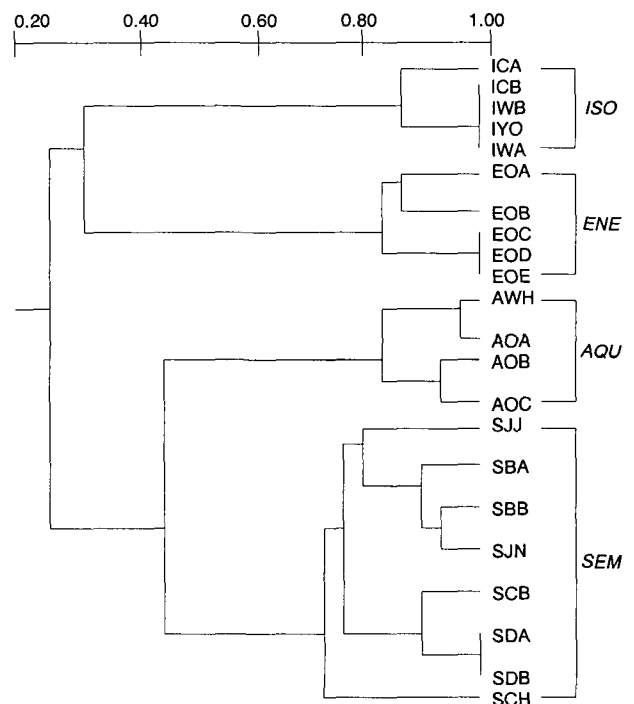 0.20 0.40 0.60 0.80 1.00
ICA
ICB
IWB
IYO
IWA
ISO
EOA
EOB
EOC
EOD
EOE
ENE
AWH
AOA
AOB
AOC
AQU
SJJ
SBA
SBB
SJN
SCB
SDA
SDB
SCH
SEM